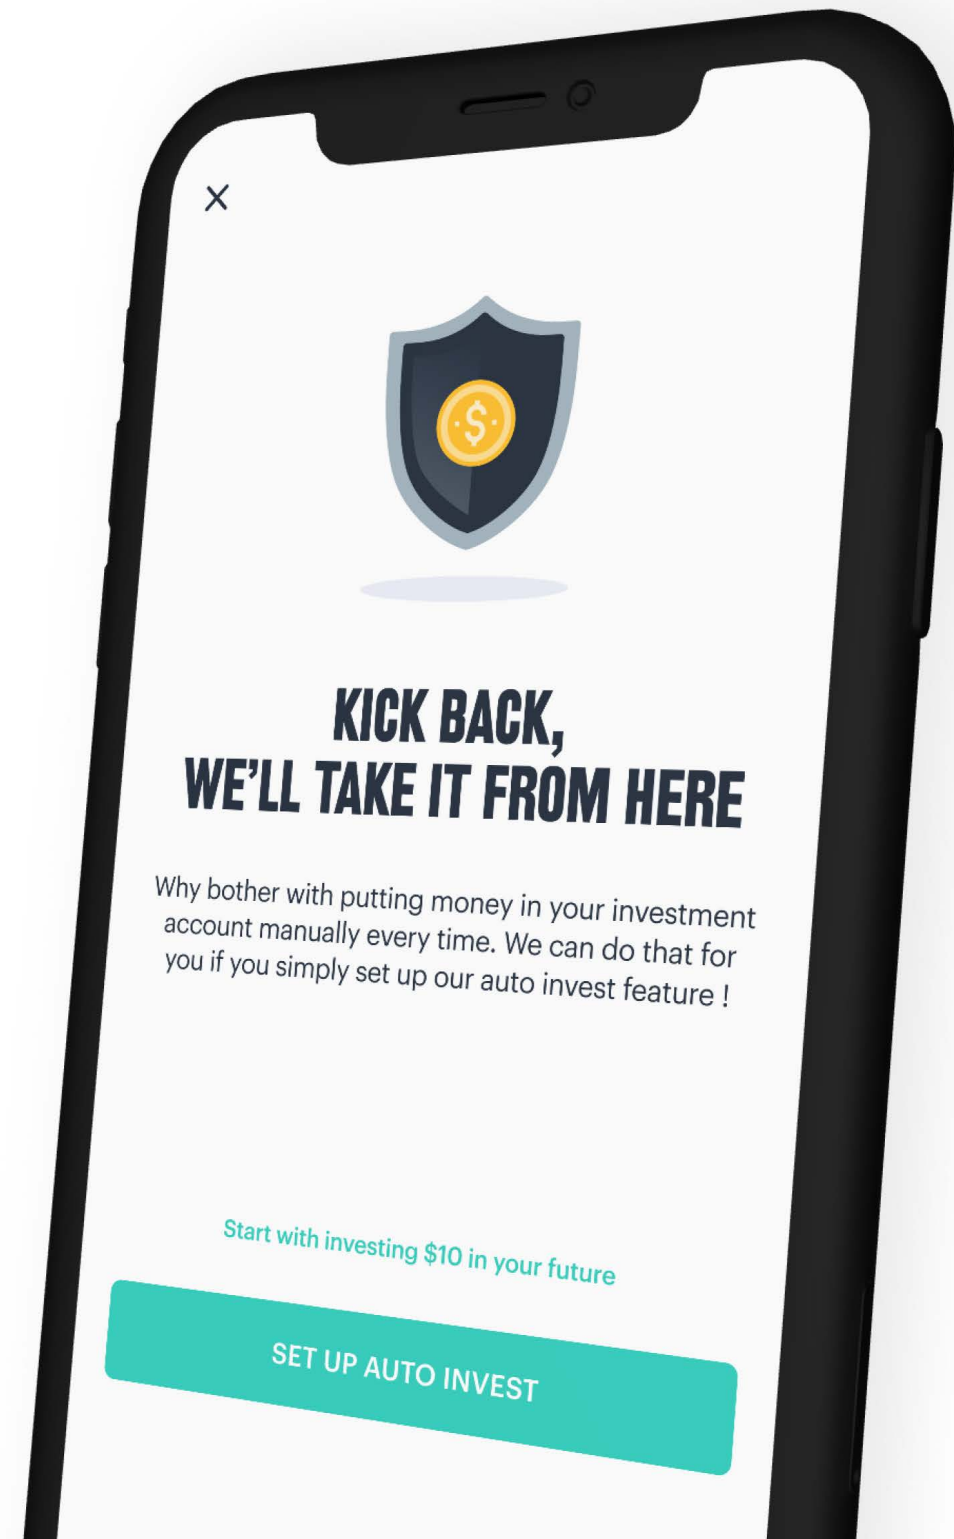 $
KICK BACK,
WE'LL TAKE IT FROM HERE
Why bother with putting money in your investment
account manually every time. We can do that for
you if you simply set up our auto invest feature !
Start with investing $10 in your future
SET UP AUTO INVEST